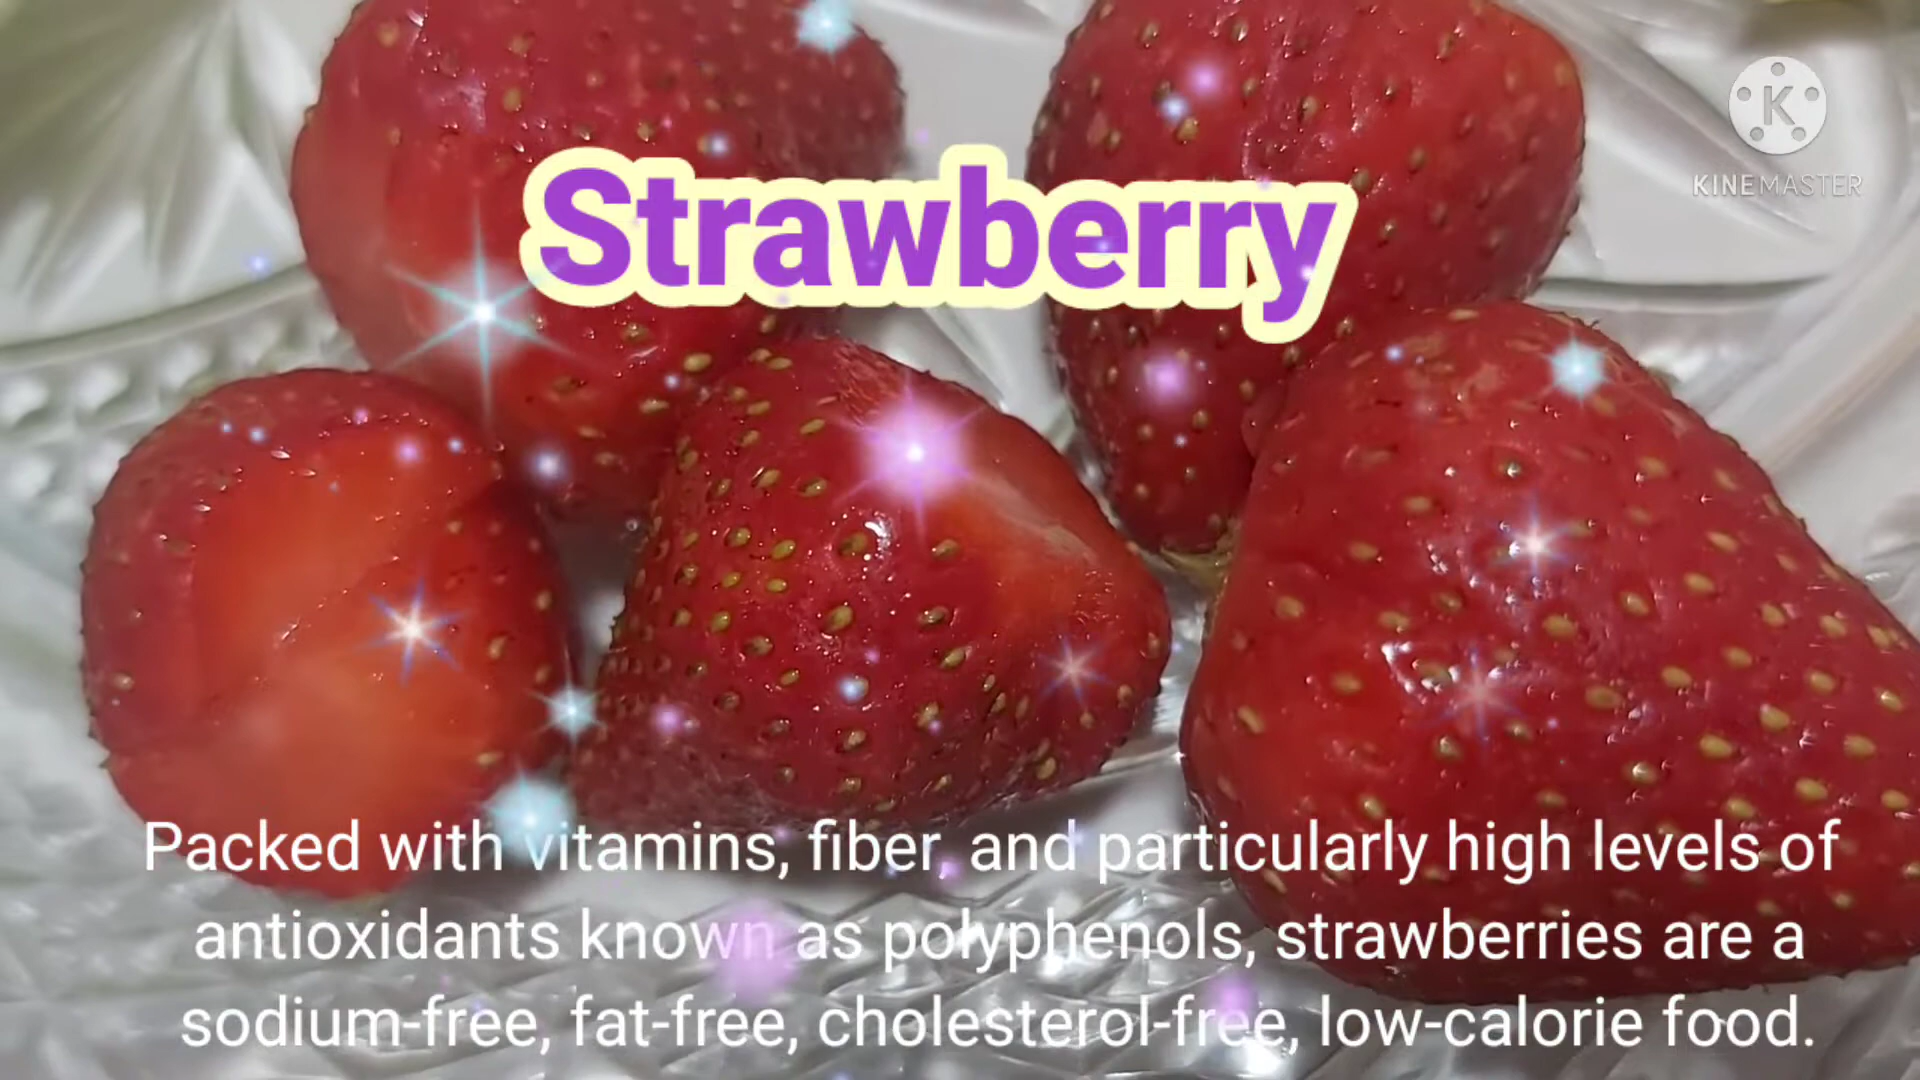 Strawberry
KINEMASTER
Packed with vitamins, fiber, and particularly high levels of
antioxidants known as polyphenols, strawberries are a
sodium-free, fat-free, cholesterol-free, low-calorie food.